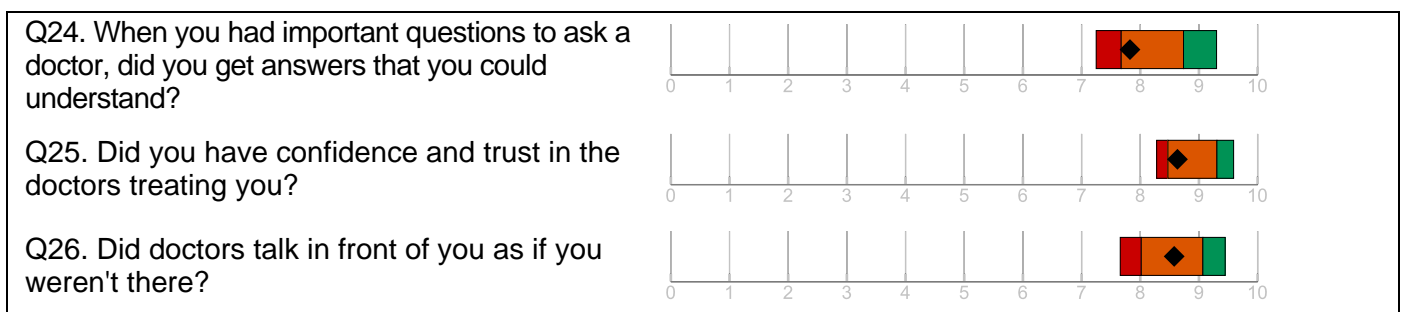 Q24. When you had important questions to ask a
doctor, did you get answers that you could
understand?
0 1 2 3 4 5 6 7 8 9 10
Q25. Did you have confidence and trust in the
doctors treating you?
0 1 2 3 4 5 6 7 8 9 10
Q26. Did doctors talk in front of you as if you
weren't there?
0 1 2 3 4 5 6 7 8 9 10